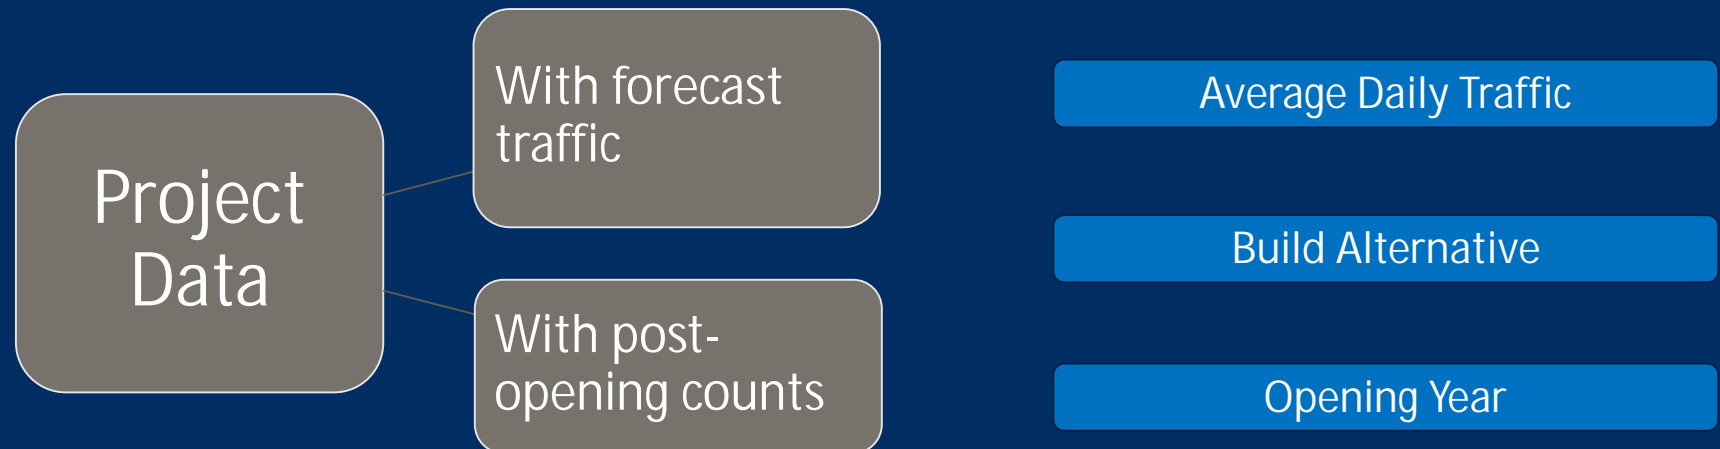 Project
Data
With forecast
traffic
With post-
opening counts
Average Daily Traffic
Build Alternative
Opening Year